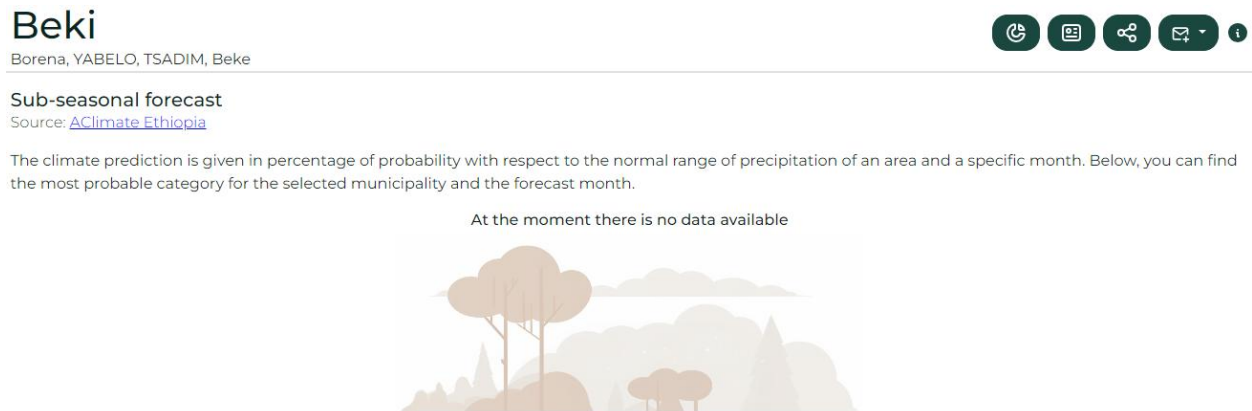 Beki
Borena, YABELO, TSADIM, Beke
Sub-seasonal forecast
Source: AClimate Ethiopia
The climate prediction is given in percentage of probability with respect to the normal range of precipitation of an area and a specific month. Below, you can find
the most probable category for the selected municipality and the forecast month.
At the moment there is no data available